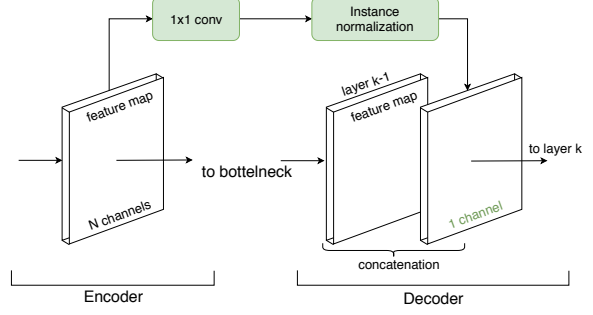 1x1 conv
Instance
normalization
feature map
N channels
to bottelneck
layer k-1
feature map
1 channel
to layer k
concatenation
Encoder
Decoder